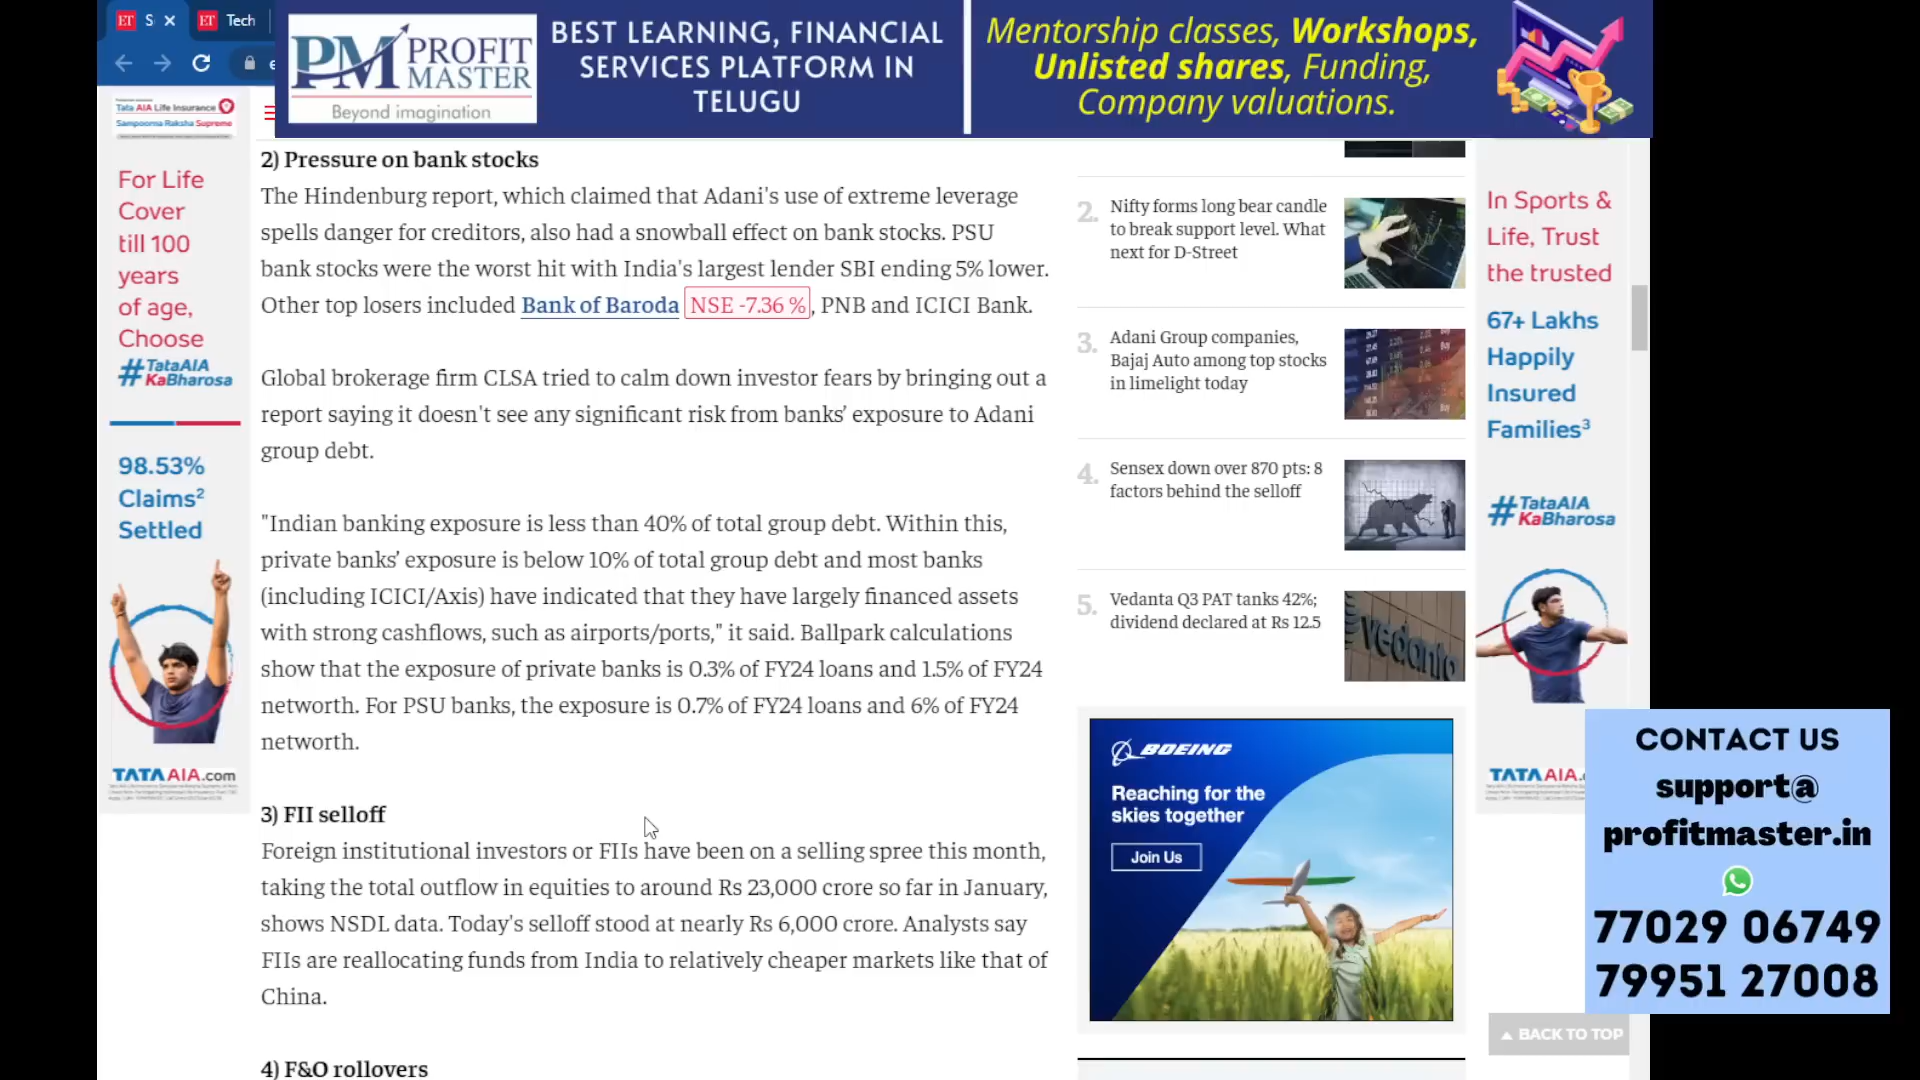 S
Tech
e
PM PROFIT MASTER
Beyond imagination
BEST LEARNING, FINANCIAL
SERVICES PLATFORM IN
TELUGU
Mentorship classes, Workshops,
Unlisted shares, Funding,
Company valuations.
Tata AIA Life Insurance
Sampoorna Raksha Supreme
For Life
Cover
till 100
years
of age,
Choose
#TataAIA
KaBharosa
98.53%
Claims²
Settled
TATA AIA.com
2) Pressure on bank stocks
The Hindenburg report, which claimed that Adani's use of extreme leverage
spells danger for creditors, also had a snowball effect on bank stocks. PSU
bank stocks were the worst hit with India's largest lender SBI ending 5% lower.
Other top losers included Bank of Baroda NSE -7.36 %, PNB and ICICI Bank.
Global brokerage firm CLSA tried to calm down investor fears by bringing out a
report saying it doesn't see any significant risk from banks’ exposure to Adani
group debt.
"Indian banking exposure is less than 40% of total group debt. Within this,
private banks’ exposure is below 10% of total group debt and most banks
(including ICICI/Axis) have indicated that they have largely financed assets
with strong cashflows, such as airports/ports," it said. Ballpark calculations
show that the exposure of private banks is 0.3% of FY24 loans and 1.5% of FY24
networth. For PSU banks, the exposure is 0.7% of FY24 loans and 6% of FY24
networth.
3) FII selloff
Foreign institutional investors or FIIs have been on a selling spree this month,
taking the total outflow in equities to around Rs 23,000 crore so far in January,
shows NSDL data. Today's selloff stood at nearly Rs 6,000 crore. Analysts say
FIIs are reallocating funds from India to relatively cheaper markets like that of
China.
4) F&O rollovers
2. Nifty forms long bear candle
to break support level. What
next for D-Street
3. Adani Group companies,
Bajaj Auto among top stocks
in limelight today
4. Sensex down over 870 pts: 8
factors behind the selloff
5. Vedanta Q3 PAT tanks 42%;
dividend declared at Rs 12.5
vedanta
BOEING
Reaching for the
skies together
Join Us
In Sports &
Life, Trust
the trusted
67+ Lakhs
Happily
Insured
Families³
#TataAIA
KaBharosa
TATA AIA.
CONTACT US
support@
profitmaster.in
77029 06749
79951 27008
BACK TO TOP